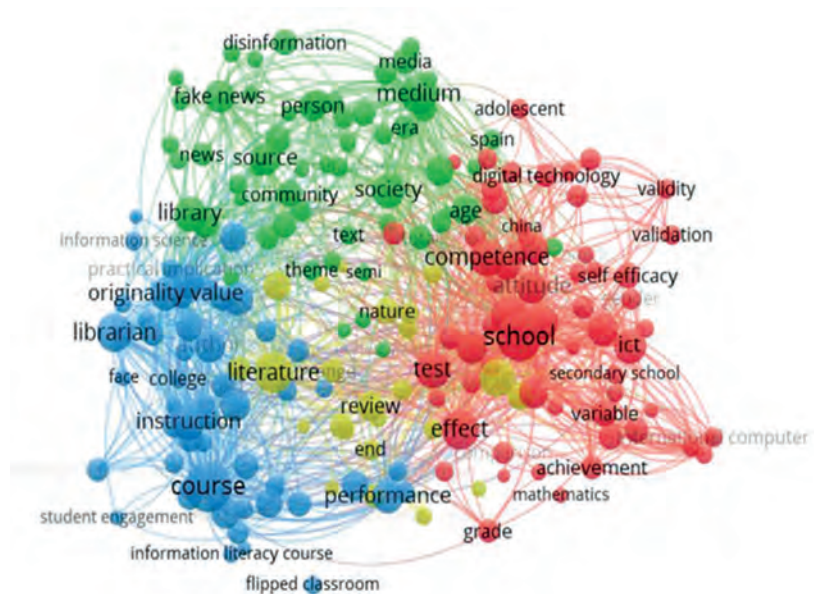 disinformation
media
fake news
person
medium
adolescent
era
spain
news
source
digital technology
validity
community
society
library
age
china
validation
text
information science
competence
practical implication
theme
semi
self efficacy
attitude
originality value
nature
librarian
school
ict
test
face
college
literature
secondary school
review
variable
instruction
effect
end
international computer
achievement
course
performance
mathematics
student engagement
grade
information literacy course
flipped classroom